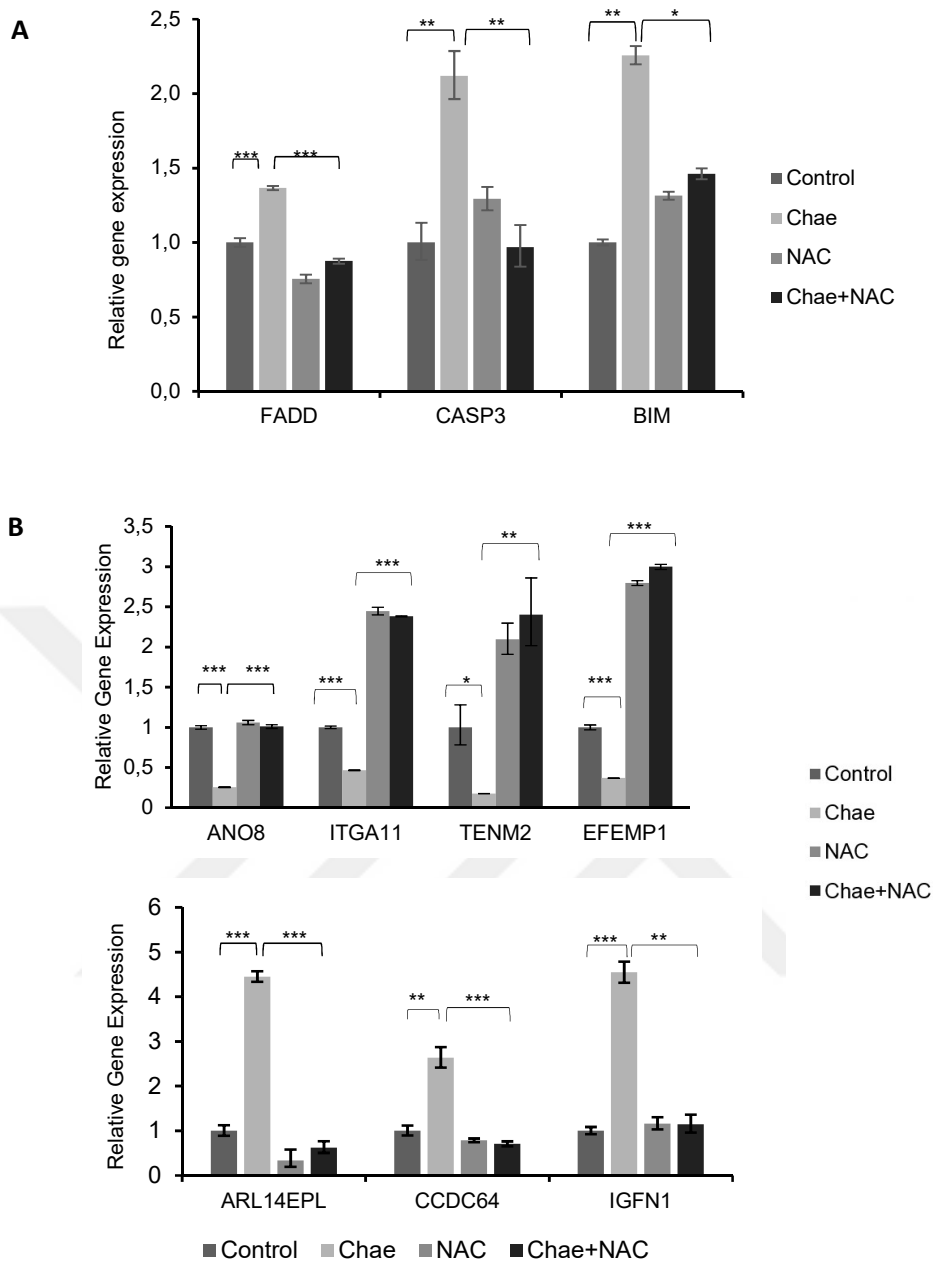 A
Relative gene expression
2,5
2,0
1,5
1,0
0,5
0,0
*** ***
** **
** *
FADD CASP3 BIM
Control
Chae
NAC
Chae+NAC
B
Relative Gene Expression
3,5
3
2,5
2
1,5
1
0,5
0
*** ***
*** ***
* **
*** ***
ANO8 ITGA11 TENM2 EFEMP1
Control
Chae
NAC
Chae+NAC
Relative Gene Expression
6
5
4
3
2
1
0
*** ***
** ***
*** **
ARL14EPL CCDC64 IGFN1
Control Chae NAC Chae+NAC